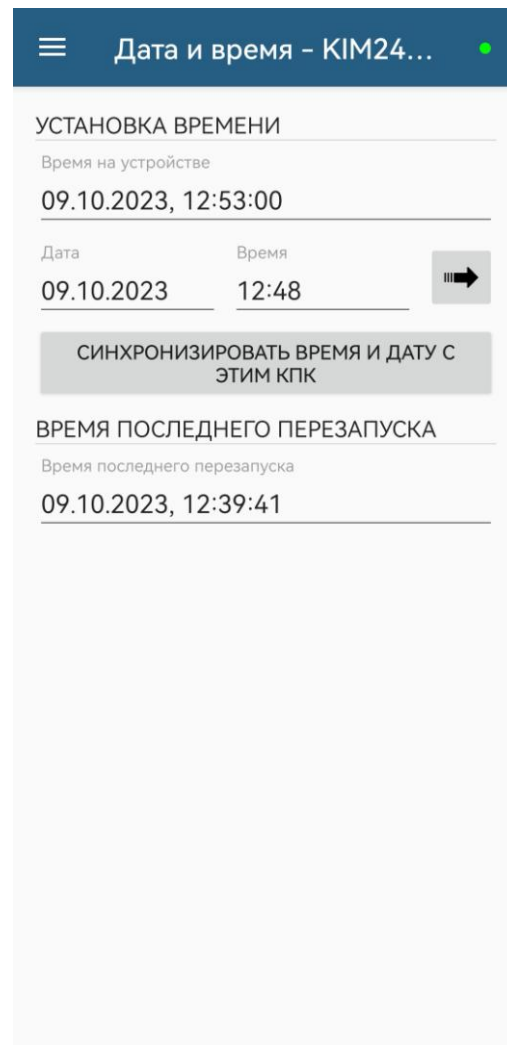 Дата и время - KIM24...
УСТАНОВКА ВРЕМЕНИ
Время на устройстве
09.10.2023, 12:53:00
Дата Время
09.10.2023 12:48
СИНХРОНИЗИРОВАТЬ ВРЕМЯ И ДАТУ С
ЭТИМ КПК
ВРЕМЯ ПОСЛЕДНЕГО ПЕРЕЗАПУСКА
Время последнего перезапуска
09.10.2023, 12:39:41